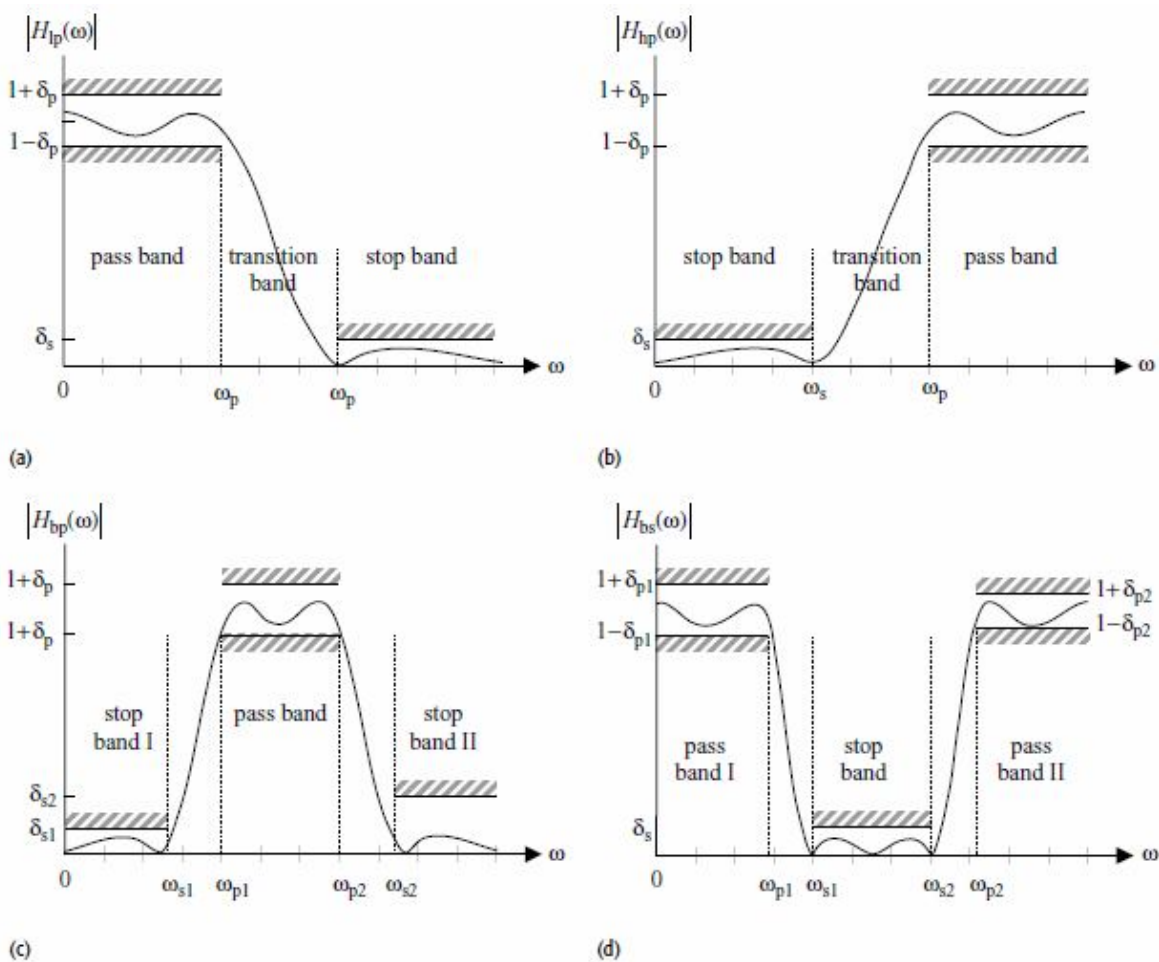 |H_lp(ω)|
1+δ_p
1−δ_p
pass band
transition
band
stop band
δ_s
0
ω_p
ω_p
ω
(a)
|H_hp(ω)|
1+δ_p
1−δ_p
stop band
transition
band
pass band
δ_s
0
ω_s
ω_p
ω
(b)
|H_bp(ω)|
1+δ_p
1+δ_p
stop
band I
pass band
stop
band II
δ_s2
δ_s1
0
ω_s1
ω_p1
ω_p2
ω_s2
ω
(c)
|H_bs(ω)|
1+δ_p1
1−δ_p1
1+δ_p2
1−δ_p2
pass
band I
stop
band
pass
band II
δ_s
0
ω_p1
ω_s1
ω_s2
ω_p2
ω
(d)